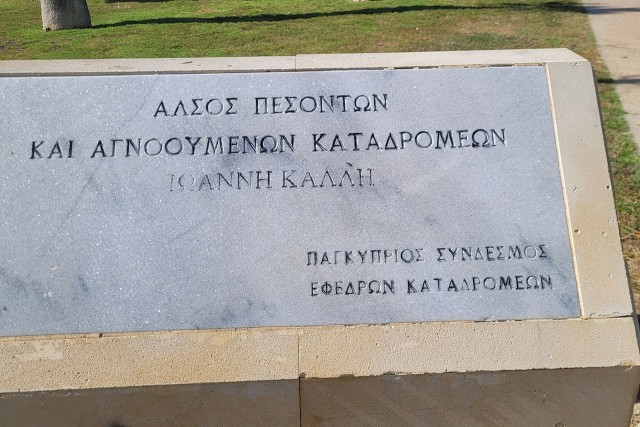 ΑΛΣΟΣ ΠΕΣΟΝΤΩΝ
ΚΑΙ ΑΓΝΟΟΥΜΕΝΩΝ ΚΑΤΑΔΡΟΜΕΩΝ
ΙΩΑΝΝΗ ΚΑΛΛΗ
ΠΑΓΚΥΠΡΙΟΣ ΣΥΝΔΕΣΜΟΣ
ΕΦΕΔΡΩΝ ΚΑΤΑΔΡΟΜΕΩΝ